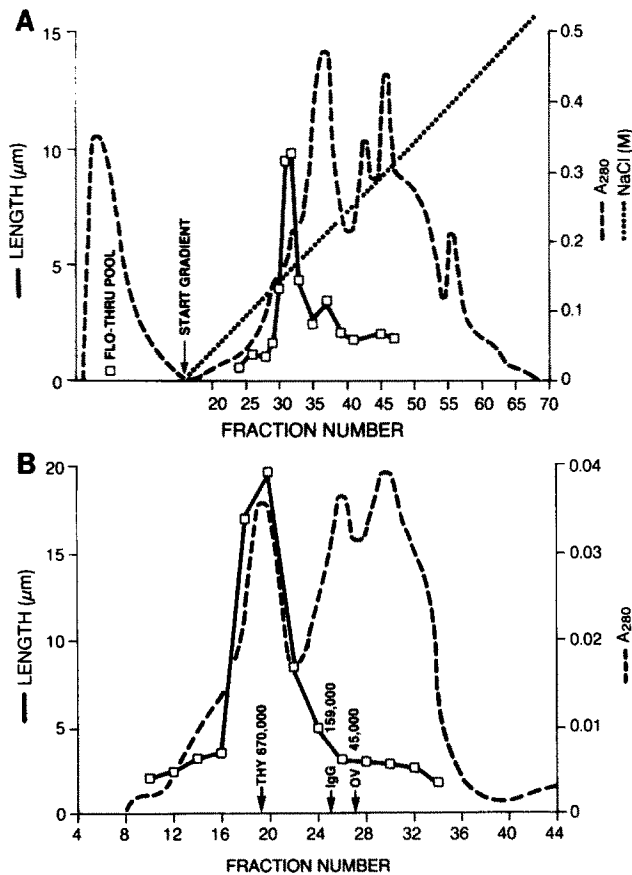 A
15
10
5
0
LENGTH (µm)
FLO-THRU POOL
START GRADIENT
0.5
0.4
0.3
0.2
0.1
0
A280
NaCl (M)
20 25 30 35 40 45 50 55 60 65 70
FRACTION NUMBER
B
20
15
10
5
0
LENGTH (µm)
THY 670,000
IgG 159,000
OV 45,000
0.04
0.03
0.02
0.01
0
A280
4 8 12 16 20 24 28 32 36 40 44
FRACTION NUMBER